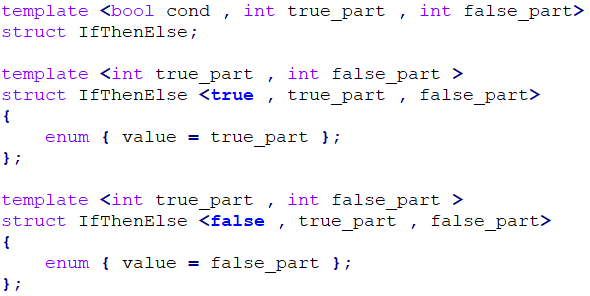 template <bool cond , int true_part , int false_part>
struct IfThenElse;
template <int true_part , int false_part >
struct IfThenElse <true , true_part , false_part>
{
    enum { value = true_part };
};
template <int true_part , int false_part >
struct IfThenElse <false , true_part , false_part>
{
    enum { value = false_part };
};